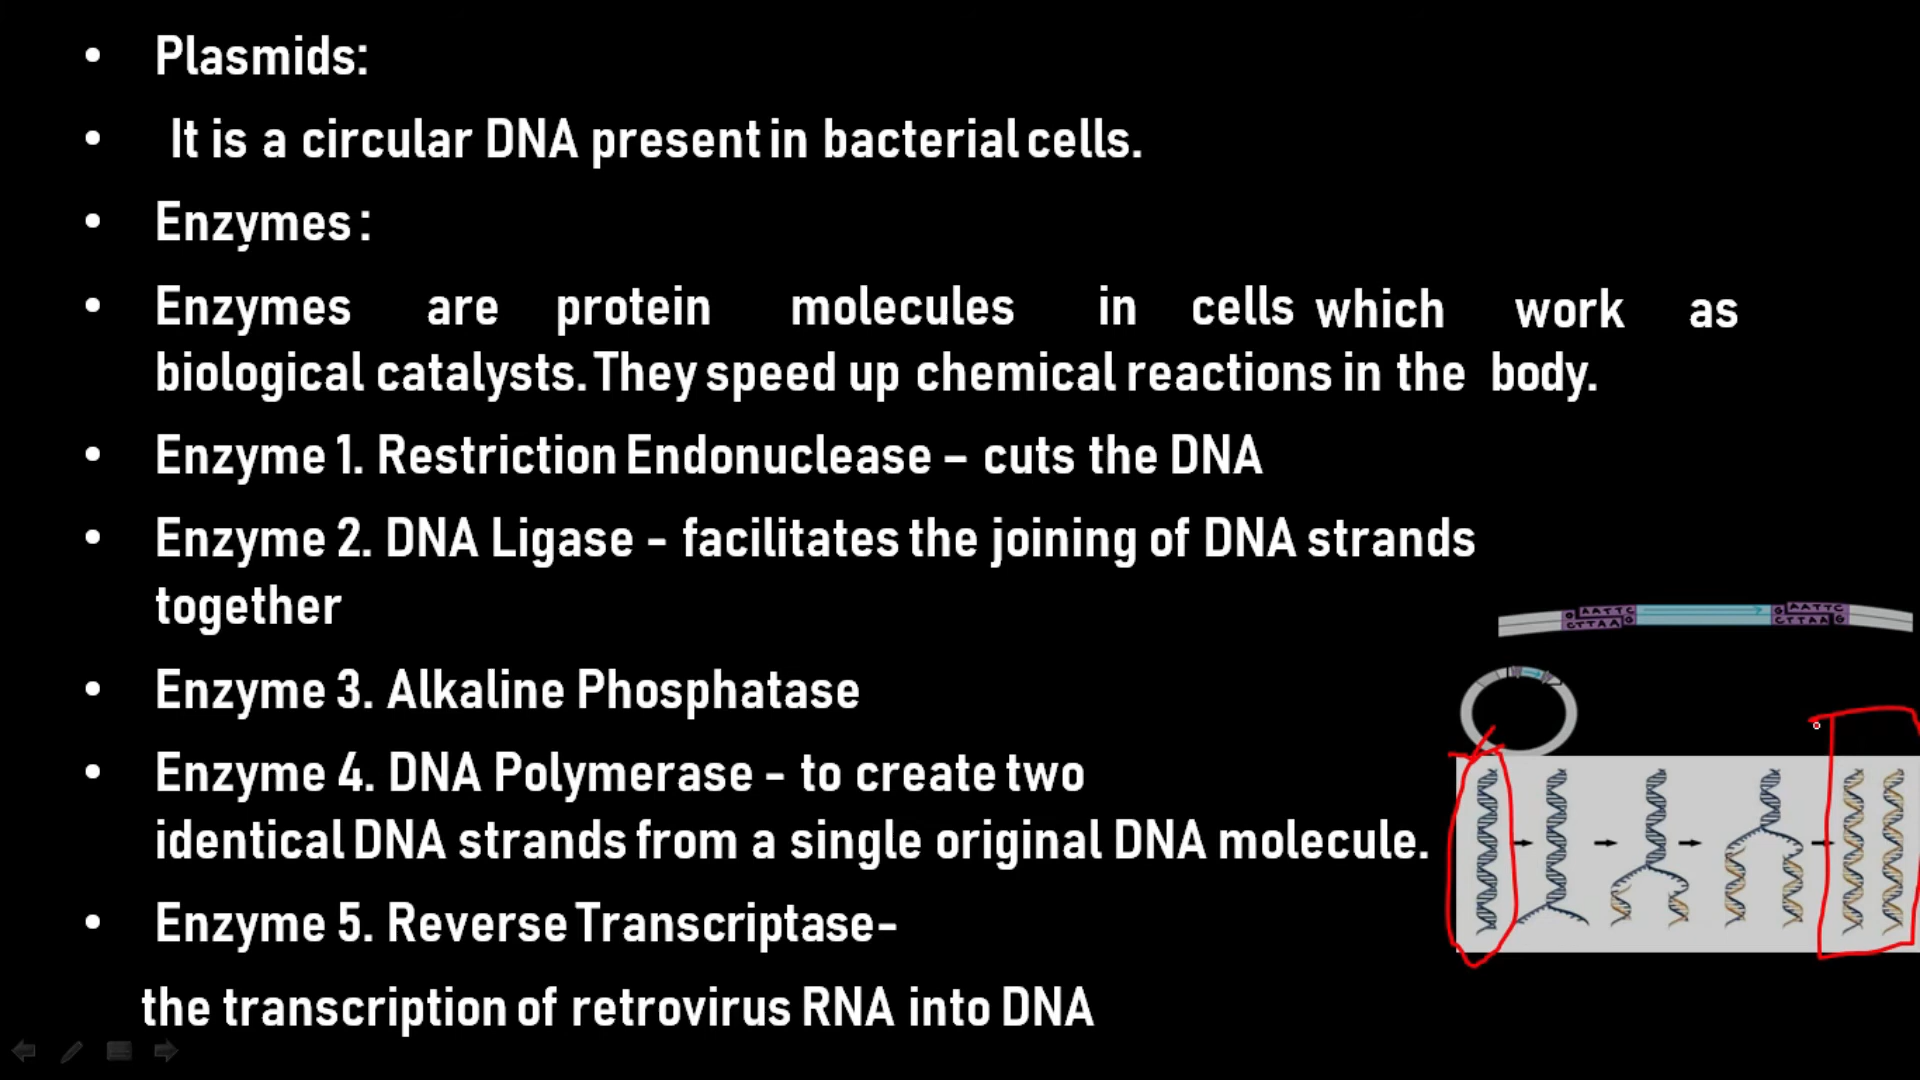 • Plasmids:
• It is a circular DNA present in bacterial cells.
• Enzymes :
• Enzymes are protein molecules in cells which work as
biological catalysts. They speed up chemical reactions in the body.
• Enzyme 1. Restriction Endonuclease – cuts the DNA
• Enzyme 2. DNA Ligase - facilitates the joining of DNA strands
together
G AATTC G AATTC
CTTAA G CTTAA G
• Enzyme 3. Alkaline Phosphatase
• Enzyme 4. DNA Polymerase - to create two
identical DNA strands from a single original DNA molecule.
• Enzyme 5. Reverse Transcriptase-
the transcription of retrovirus RNA into DNA